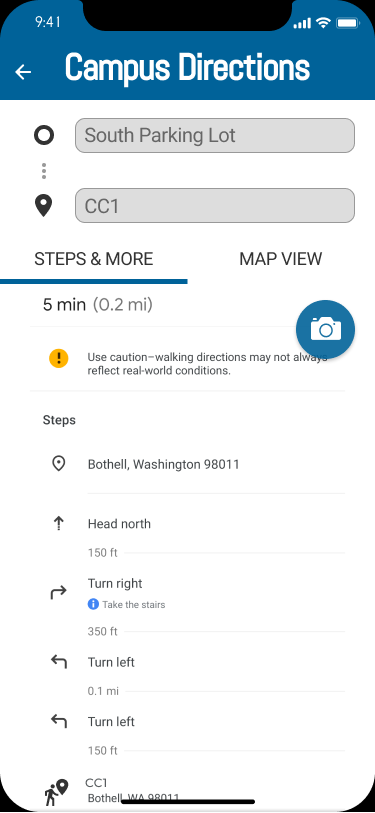 9:41
Campus Directions
South Parking Lot
CC1
STEPS & MORE
MAP VIEW
5 min (0.2 mi)
Use caution–walking directions may not always
reflect real-world conditions.
Steps
Bothell, Washington 98011
Head north
150 ft
Turn right
Take the stairs
350 ft
Turn left
0.1 mi
Turn left
150 ft
CC1
Bothell, WA 98011